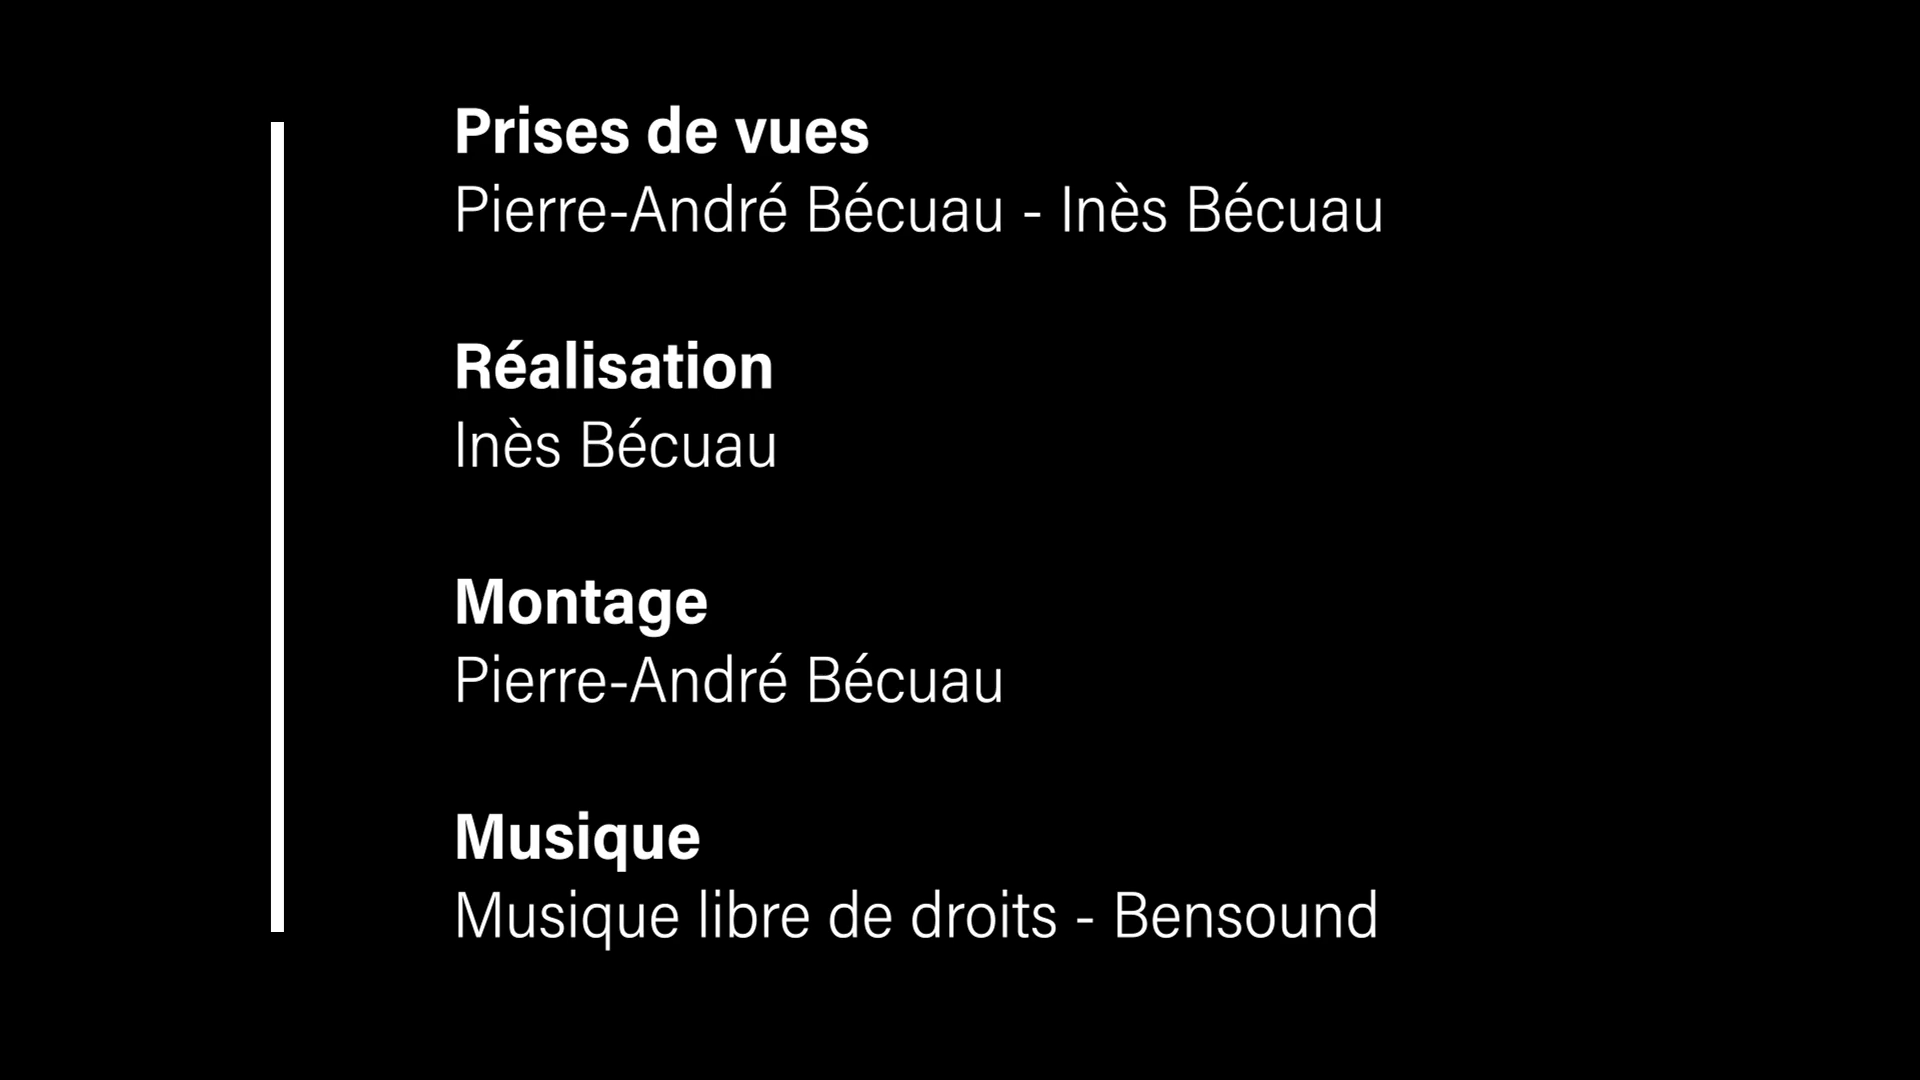 Prises de vues
Pierre-André Bécuau - Inès Bécuau
Réalisation
Inès Bécuau
Montage
Pierre-André Bécuau
Musique
Musique libre de droits - Bensound